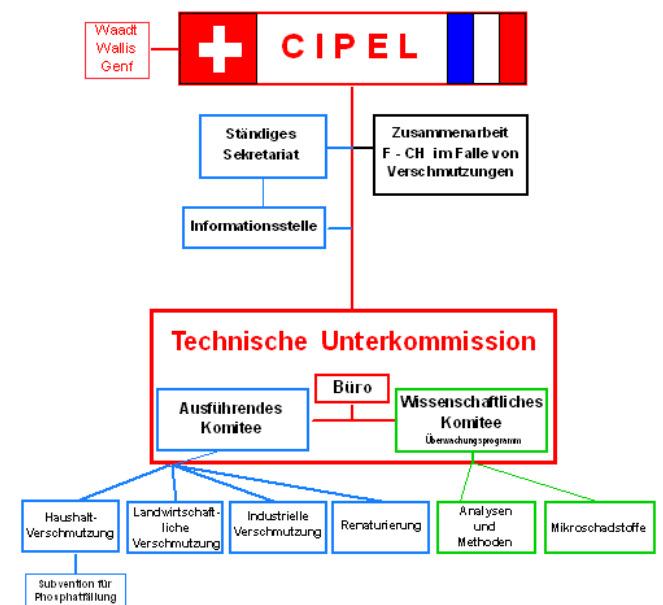 Waadt
Wallis
Genf
CIPEL
Ständiges
Sekretariat
Zusammenarbeit
F - CH im Falle von
Verschmutzungen
Informationsstelle
Technische Unterkommission
Büro
Ausführendes
Komitee
Wissenschaftliches
Komitee
Überwachungsprogramm
Haushalt-
Verschmutzung
Landwirtschaft-
liche
Verschmutzung
Industrielle
Verschmutzung
Renaturierung
Analysen
und
Methoden
Mikroschadstoffe
Subvention für
Phosphatfällung